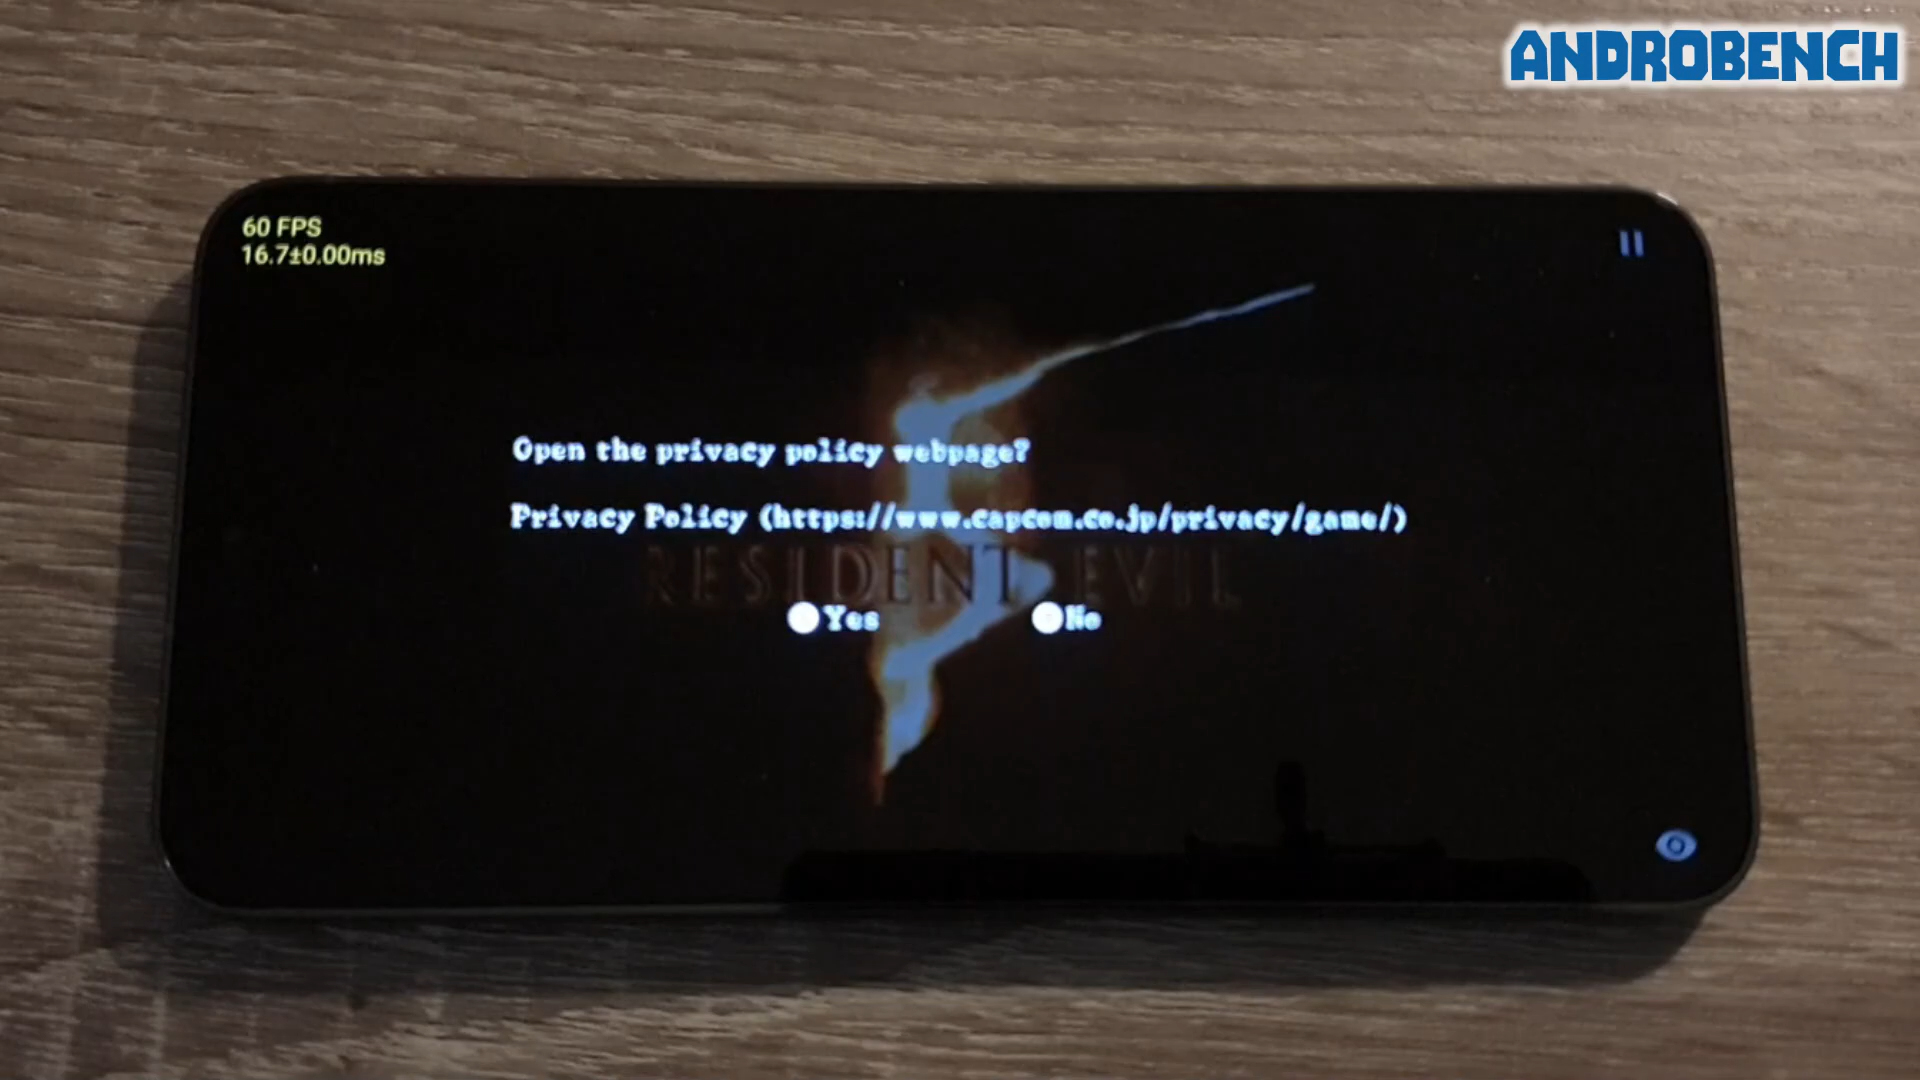 ANDROBENCH
60 FPS
16.7±0.00ms
Open the privacy policy webpage?
Privacy Policy (https://www.capcom.co.jp/privacy/game/)
RESIDENT EVIL
Yes
No